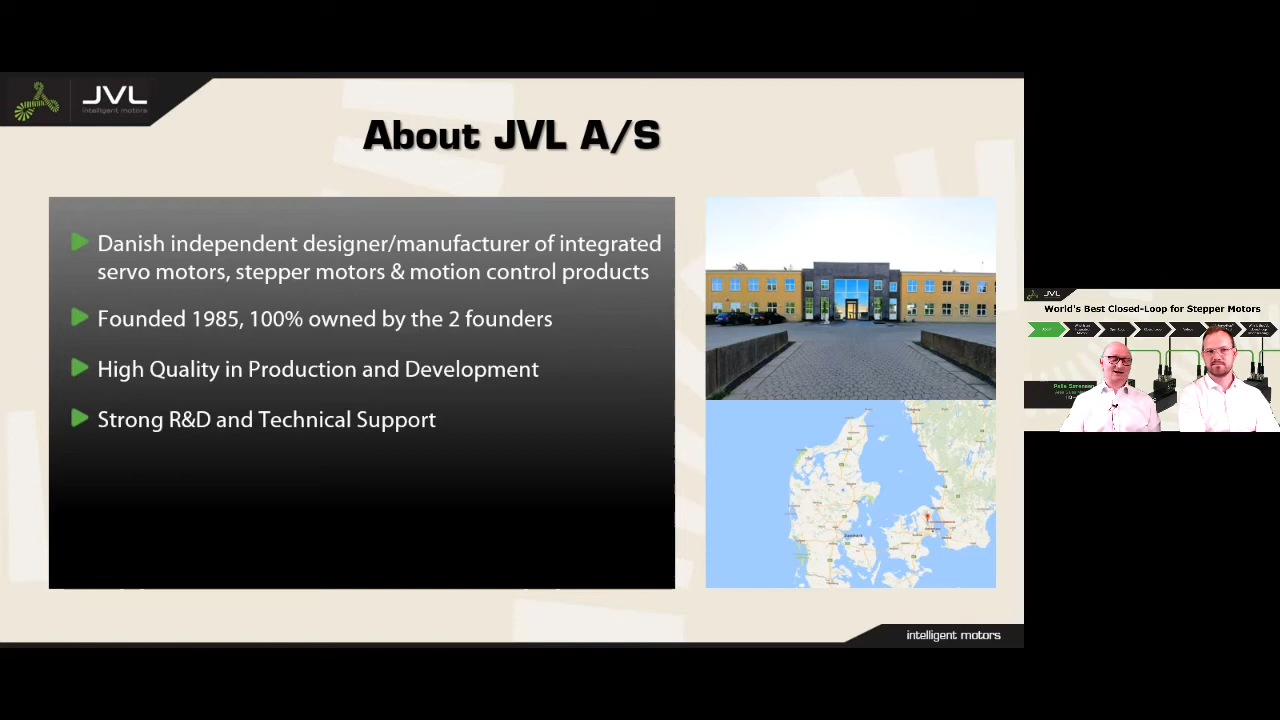 JVL
intelligent motors
About JVL A/S
Danish independent designer/manufacturer of integrated
servo motors, stepper motors & motion control products
Founded 1985, 100% owned by the 2 founders
High Quality in Production and Development
Strong R&D and Technical Support
intelligent motors
JVL
World's Best Closed-Loop for Stepper Motors